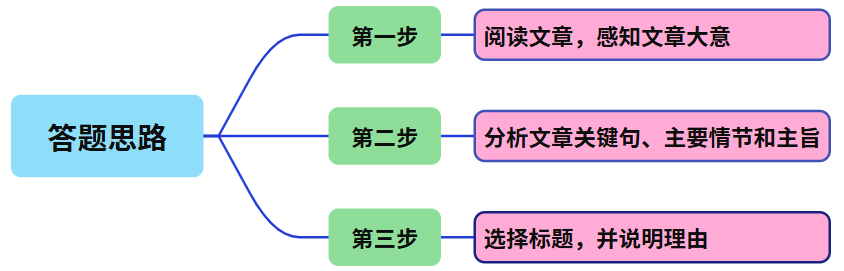 答题思路
第一步
阅读文章，感知文章大意
第二步
分析文章关键句、主要情节和主旨
第三步
选择标题，并说明理由